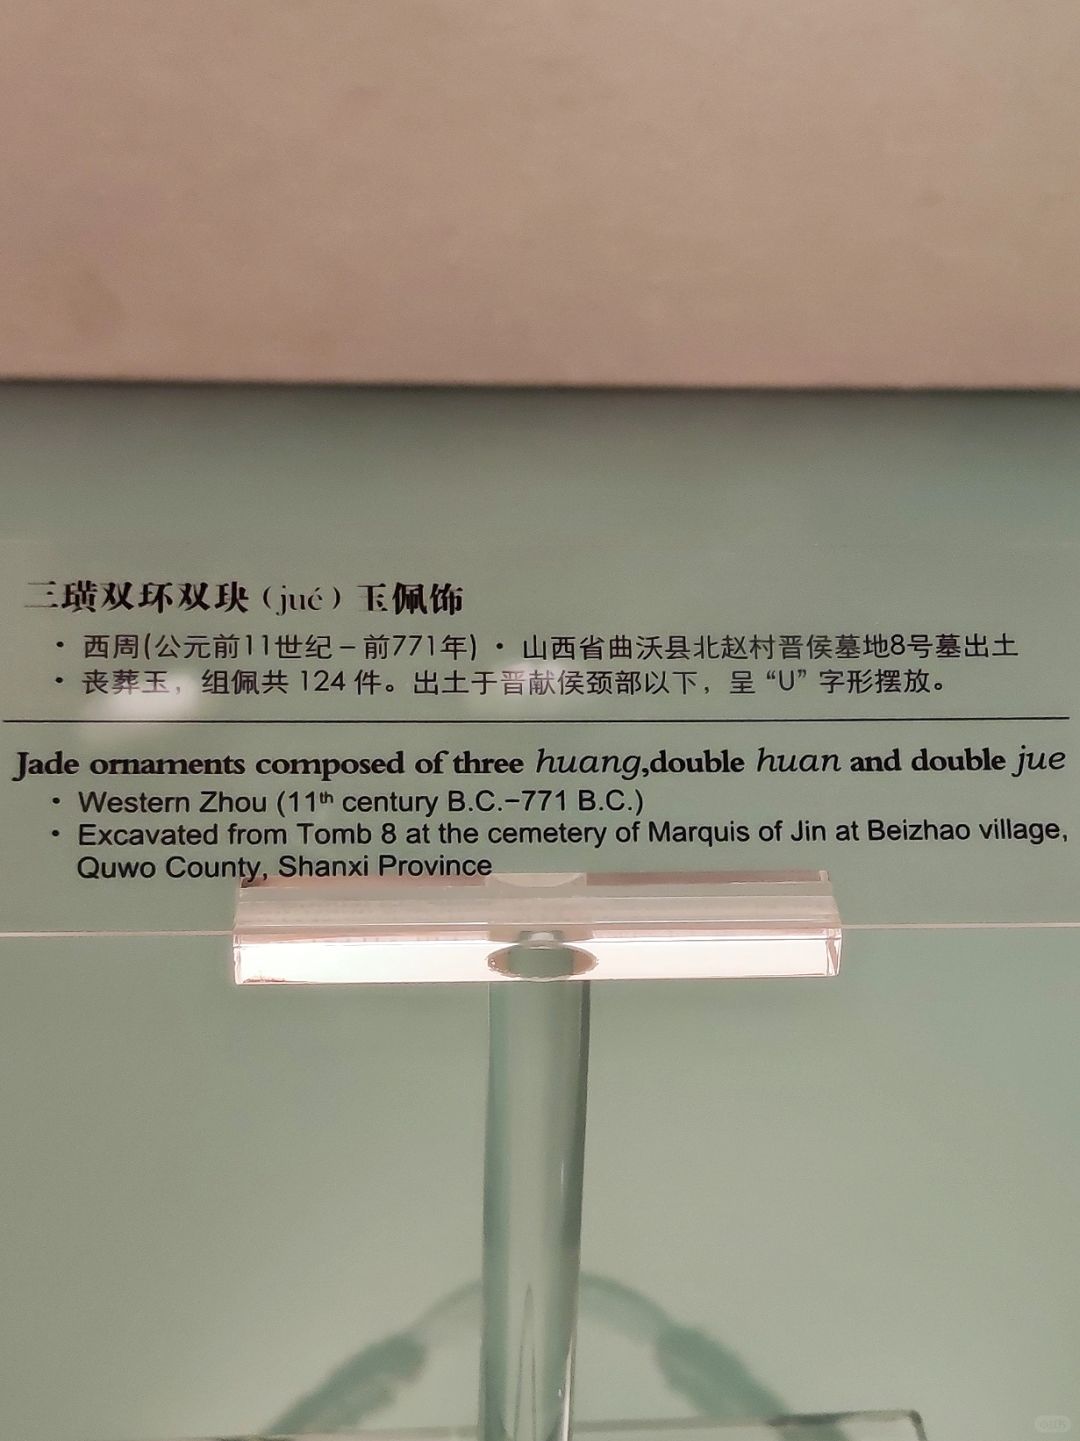 三璜双环双玦（jué）玉佩饰
• 西周(公元前11世纪－前771年) • 山西省曲沃县北赵村晋侯墓地8号墓出土
• 丧葬玉，组佩共 124 件。出土于晋献侯颈部以下，呈 “U” 字形摆放。
Jade ornaments composed of three huang,double huan and double jue
• Western Zhou (11th century B.C.–771 B.C.)
• Excavated from Tomb 8 at the cemetery of Marquis of Jin at Beizhao village,
Quwo County, Shanxi Province